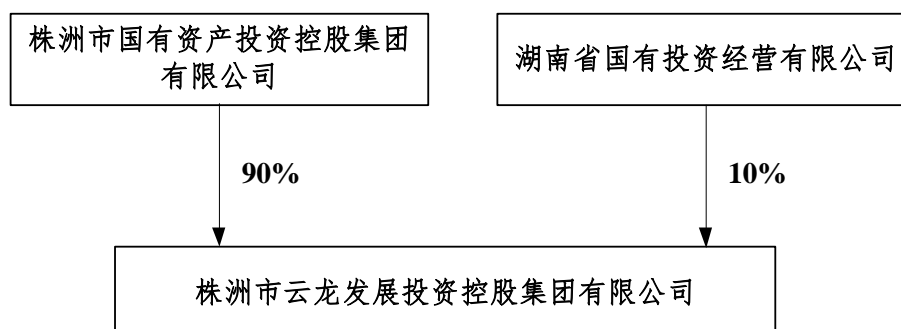 株洲市国有资产投资控股集团
有限公司
湖南省国有投资经营有限公司
90%
10%
株洲市云龙发展投资控股集团有限公司